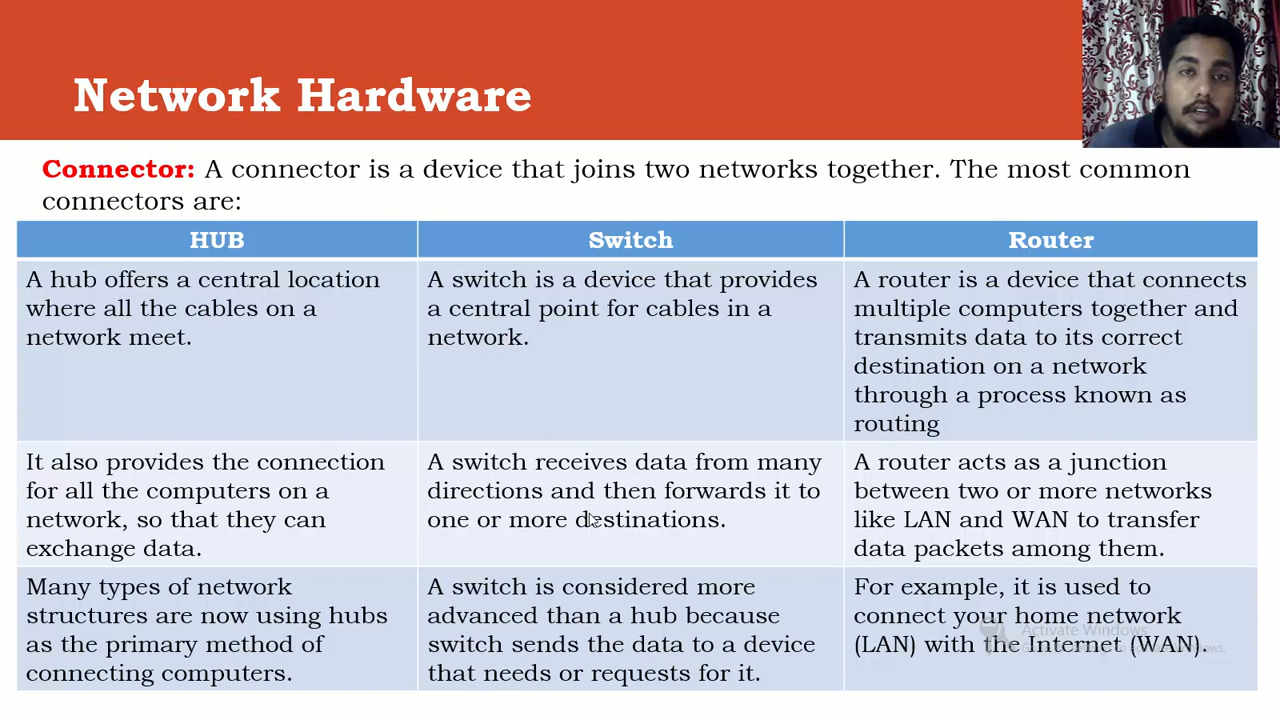 Network Hardware
Connector: A connector is a device that joins two networks together. The most common
connectors are:
HUB
Switch
Router
A hub offers a central location
where all the cables on a
network meet.
A switch is a device that provides
a central point for cables in a
network.
A router is a device that connects
multiple computers together and
transmits data to its correct
destination on a network
through a process known as
routing
It also provides the connection
for all the computers on a
network, so that they can
exchange data.
A switch receives data from many
directions and then forwards it to
one or more destinations.
A router acts as a junction
between two or more networks
like LAN and WAN to transfer
data packets among them.
Many types of network
structures are now using hubs
as the primary method of
connecting computers.
A switch is considered more
advanced than a hub because
switch sends the data to a device
that needs or requests for it.
For example, it is used to
connect your home network
(LAN) with the Internet (WAN).
Activate Windows